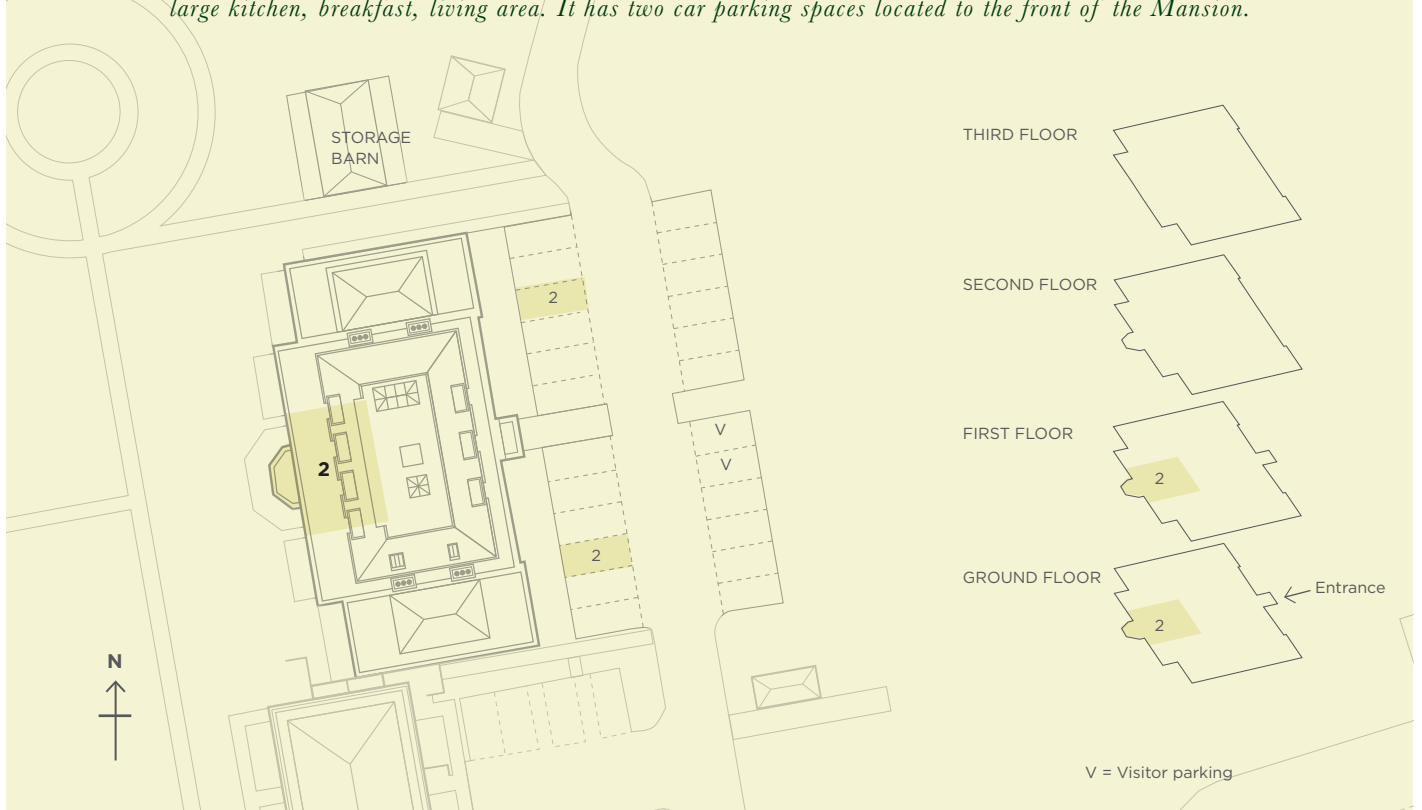 large kitchen, breakfast, living area. It has two car parking spaces located to the front of the Mansion.
STORAGE
BARN
THIRD FLOOR
SECOND FLOOR
2
FIRST FLOOR
V
V
2
2
2
GROUND FLOOR
Entrance
2
N
V = Visitor parking